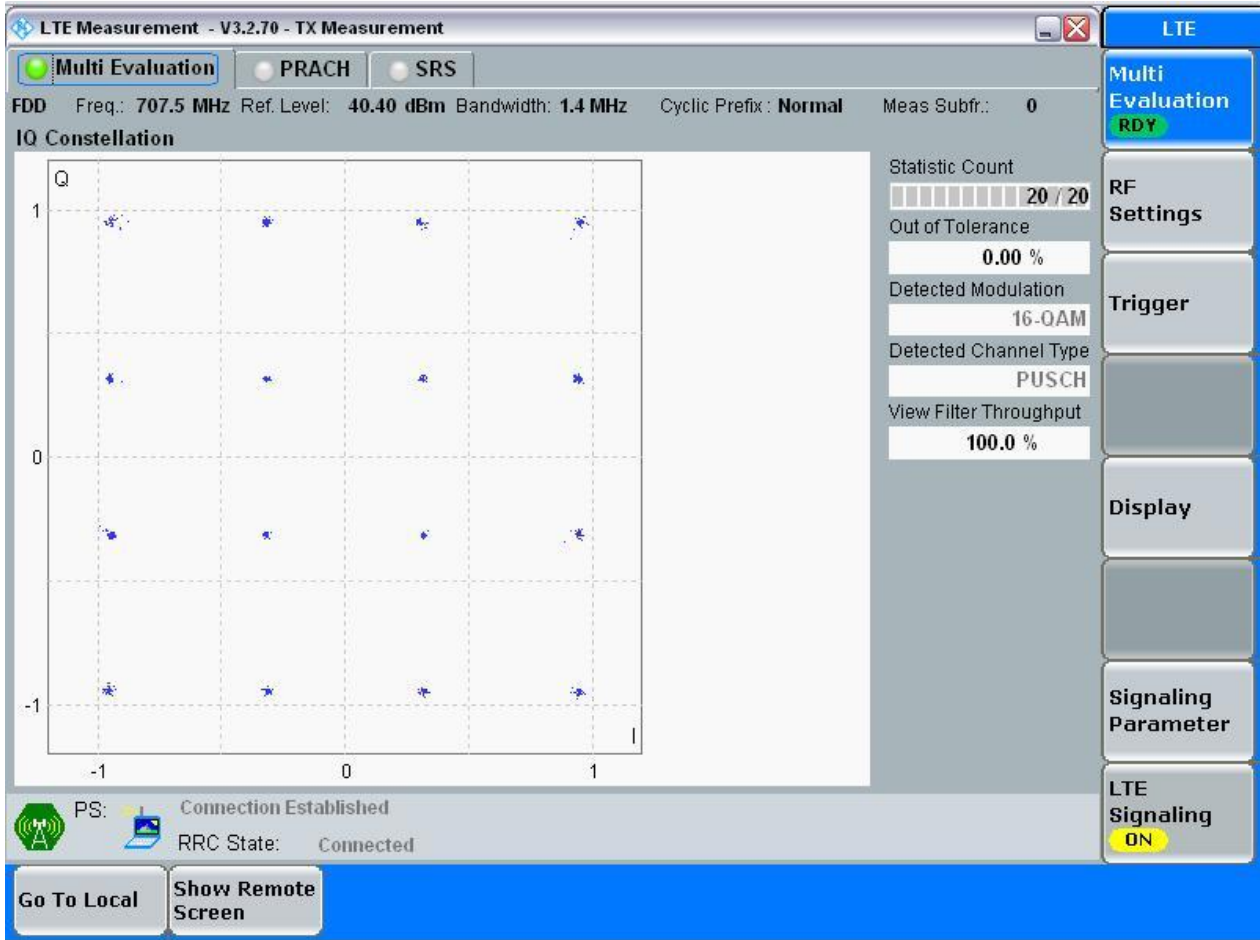 LTE Measurement - V3.2.70 - TX Measurement
LTE
Multi Evaluation PRACH SRS
Multi
Evaluation
RDY
FDD Freq.: 707.5 MHz Ref. Level: 40.40 dBm Bandwidth: 1.4 MHz Cyclic Prefix : Normal Meas Subfr.: 0
IQ Constellation
Q
1
0
-1
I
-1 0 1
Statistic Count
20 / 20
Out of Tolerance
0.00 %
Detected Modulation
16-QAM
Detected Channel Type
PUSCH
View Filter Throughput
100.0 %
RF
Settings
Trigger
Display
Signaling
Parameter
LTE
Signaling
ON
PS: Connection Established
RRC State: Connected
Go To Local
Show Remote
Screen